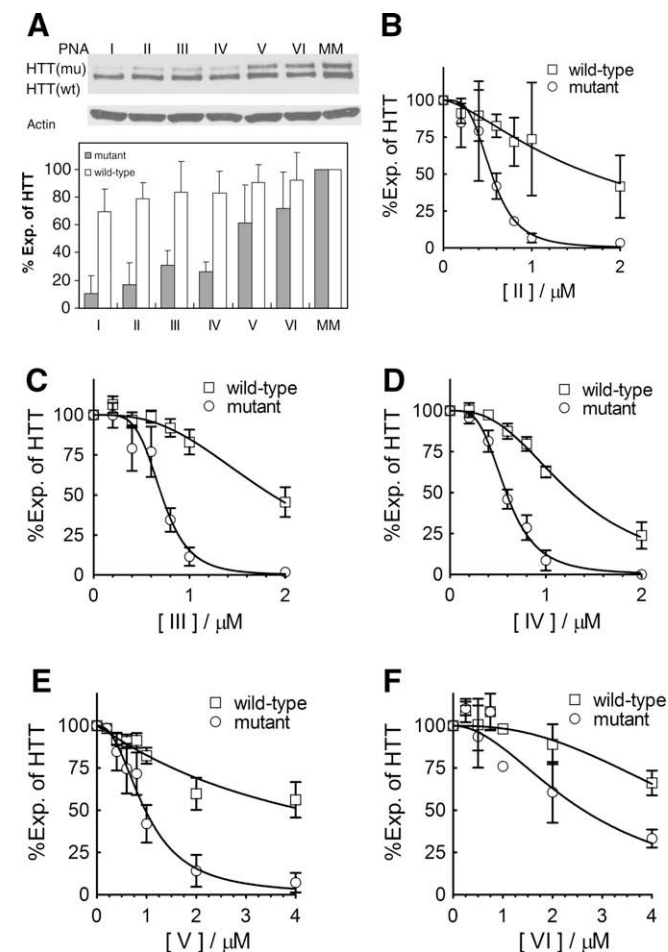 A
PNA I II III IV V VI MM
HTT(mu)
HTT(wt)
Actin
% Exp. of HTT
100
80
60
40
20
0
mutant
wild-type
I II III IV V VI MM
B
wild-type
mutant
%Exp. of HTT
100
75
50
25
0
0 1 2
[ II ] / μM
C
wild-type
mutant
%Exp. of HTT
100
75
50
25
0
0 1 2
[ III ] / μM
D
wild-type
mutant
%Exp. of HTT
100
75
50
25
0
0 1 2
[ IV ] / μM
E
wild-type
mutant
%Exp. of HTT
100
75
50
25
0
0 1 2 3 4
[ V ] / μM
F
wild-type
mutant
%Exp. of HTT
100
75
50
25
0
0 1 2 3 4
[ VI ] / μM